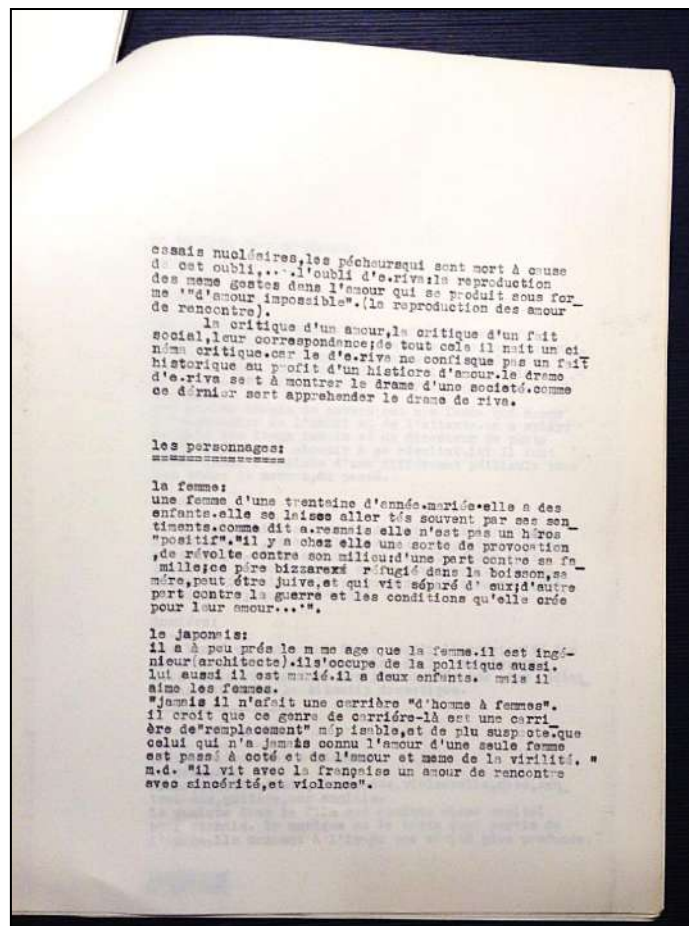 essais nucléaires,les pécheursqui sont mort à cause
de cet oubli,....l'oubli d'e.riva:la reproduction
des meme gestes dans l'amour qui se produit sous for_
me '"d'amour impossible".(la reproduction des amour
de rencontre).
la critique d'un amour,la critique d'un fait
social,leur correspondance;de tout cela il nait un ci_
néma critique.car le d'e.riva ne confisque pas un fait
historique au profit d'un histiore d'amour.le drame
d'e.riva se t à montrer le drame d'une societé.comme
ce dérnier sert apprehender le drame de riva.
les personnages:
================
la femme:
une femme d'une trentaine d'année.mariée.elle a des
enfants.elle se laisse aller tés souvent par ses sen_
timents.comme dit a.resnais elle n'est pas un héros
"positif"."il y a chez elle une sorte de provocation
,de révolte contre son milieu:d'une part contre sa fa_
mille;ce pére bizzarexé réfugié dans la boisson,sa
mére,peut étre juive,et qui vit séparé d' eux;d'autre
part contre la guerre et les conditions qu'elle crée
pour leur amour...'".
le japonais:
il a à peu prés le m me age que la femme.il est ingé-
nieur(architecte).ils'occupe de la politique aussi.
lui aussi il est marié.il a deux enfants. mais il
aime les femmes.
"jamais il n'afait une carrière "d'homme à femmes".
il croit que ce genre de carriére-là est une carri_
ère de"remplacement" mép isable,et de plu suspecte.que
celui qui n'a jamais connu l'amour d'une seule femme
est passé à coté et de l'amour et meme de la virilité. "
m.d. "il vit avec la française un amour de rencontre
avec sincérité,et violence".